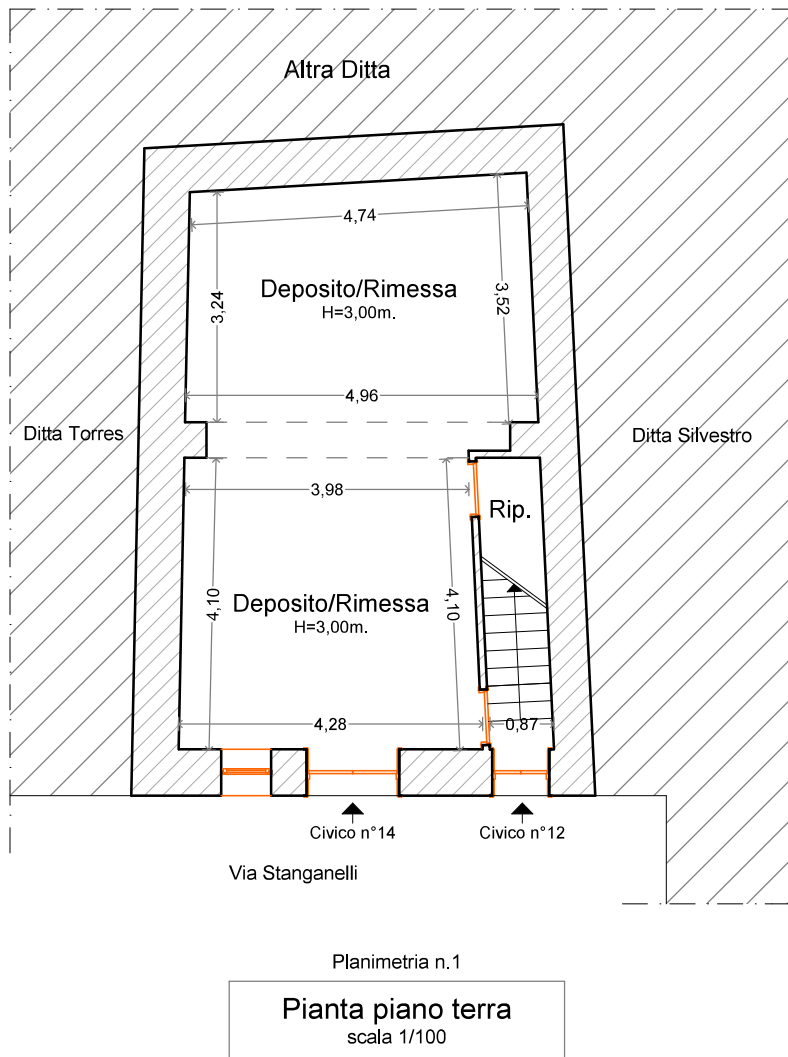 Altra Ditta
4,74
3,24
Deposito/Rimessa
H=3,00m.
3,52
4,96
Ditta Torres
Ditta Silvestro
3,98
Rip.
4,10
Deposito/Rimessa
H=3,00m.
4,10
4,28
0,87
Civico n°14
Civico n°12
Via Stanganelli
Planimetria n.1
Pianta piano terra
scala 1/100